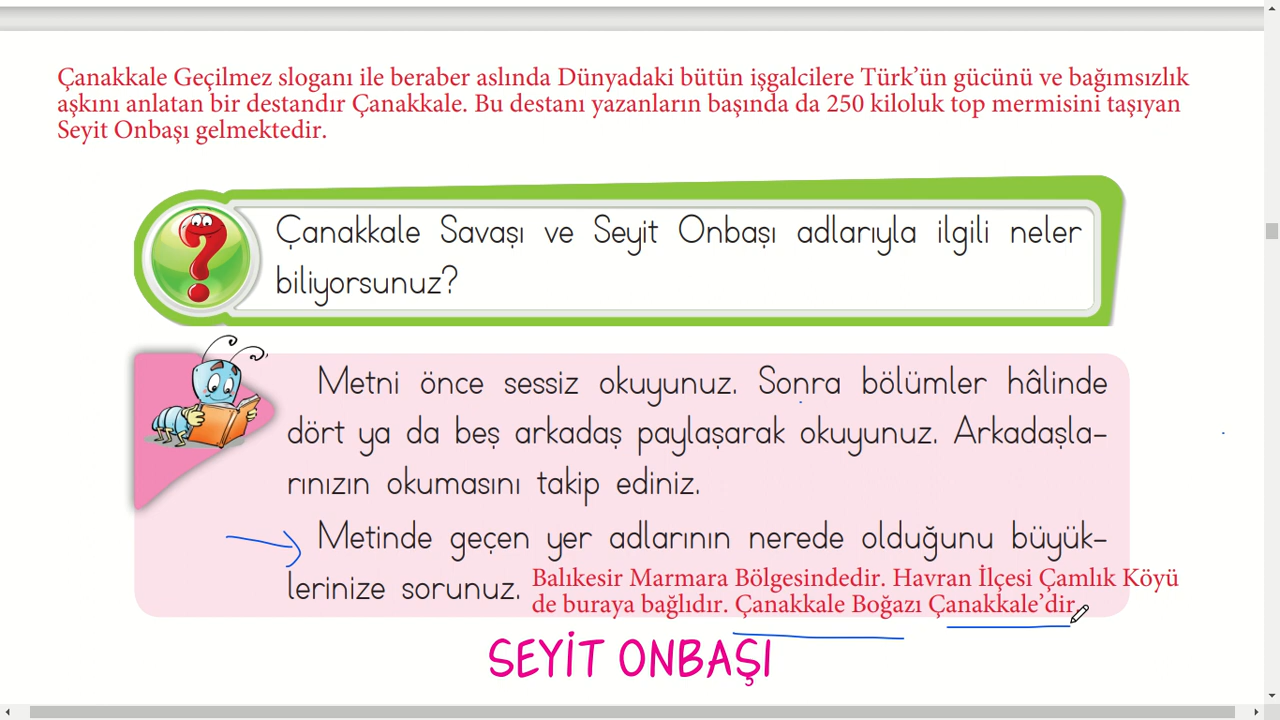 Çanakkale Geçilmez sloganı ile beraber aslında Dünyadaki bütün işgalcilere Türk’ün gücünü ve bağımsızlık
aşkını anlatan bir destandır Çanakkale. Bu destanı yazanların başında da 250 kiloluk top mermisini taşıyan
Seyit Onbaşı gelmektedir.
Çanakkale Savaşı ve Seyit Onbaşı adlarıyla ilgili neler
biliyorsunuz?
Metni önce sessiz okuyunuz. Sonra bölümler hâlinde
dört ya da beş arkadaş paylaşarak okuyunuz. Arkadaşla-
rınızın okumasını takip ediniz.
Metinde geçen yer adlarının nerede olduğunu büyük-
lerinize sorunuz.
Balıkesir Marmara Bölgesindedir. Havran İlçesi Çamlık Köyü
de buraya bağlıdır. Çanakkale Boğazı Çanakkale’dir.
SEYİT ONBAŞI